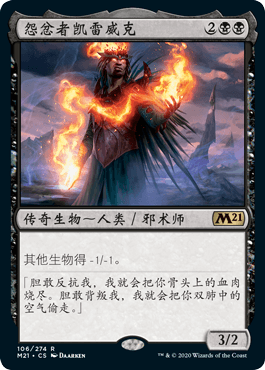 怨忿者凯雷威克 2
传奇生物～人类 / 邪术师
M21
其他生物得 -1/-1。
「胆敢反抗我，我就会把你骨头上的血肉
烧尽。胆敢背叛我，我就会把你双肺中的
空气偷走。」
3/2
106/274 R
M21 • CS DAARKEN
™ & © 2020 Wizards of the Coast